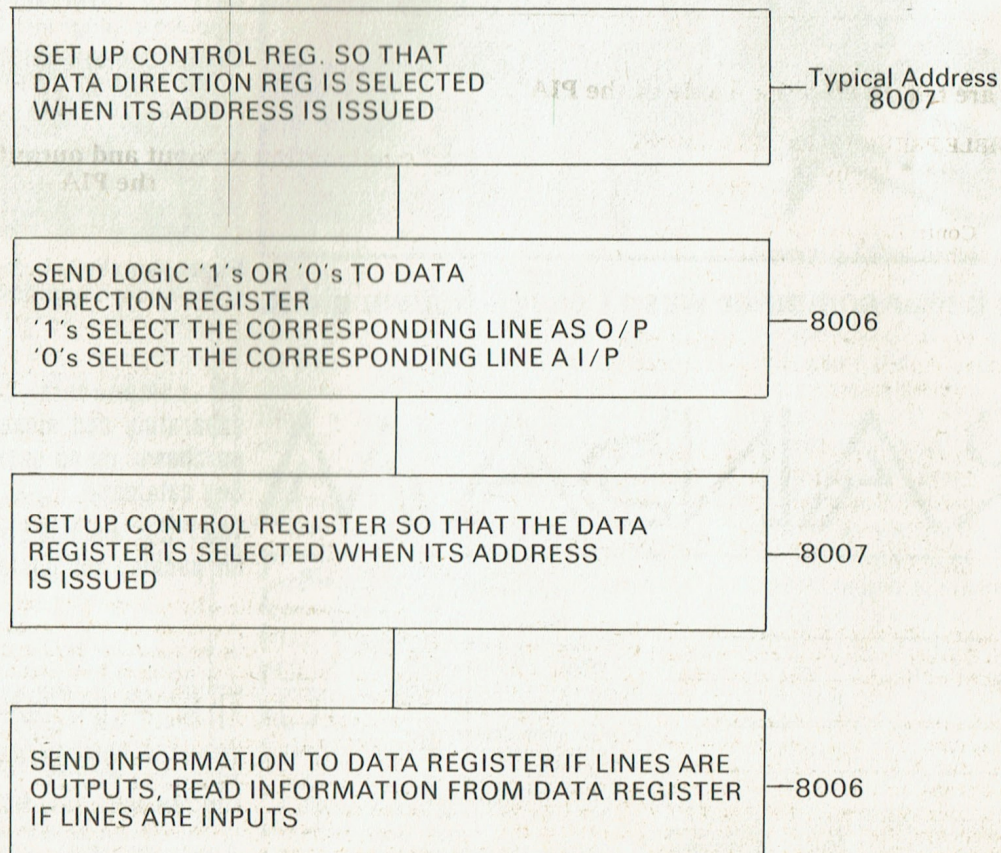 SET UP CONTROL REG. SO THAT
DATA DIRECTION REG IS SELECTED
WHEN ITS ADDRESS IS ISSUED
Typical Address
8007
SEND LOGIC '1's OR '0's TO DATA
DIRECTION REGISTER
'1's SELECT THE CORRESPONDING LINE AS O/P
'0's SELECT THE CORRESPONDING LINE A I/P
8006
SET UP CONTROL REGISTER SO THAT THE DATA
REGISTER IS SELECTED WHEN ITS ADDRESS
IS ISSUED
8007
SEND INFORMATION TO DATA REGISTER IF LINES ARE
OUTPUTS, READ INFORMATION FROM DATA REGISTER
IF LINES ARE INPUTS
8006